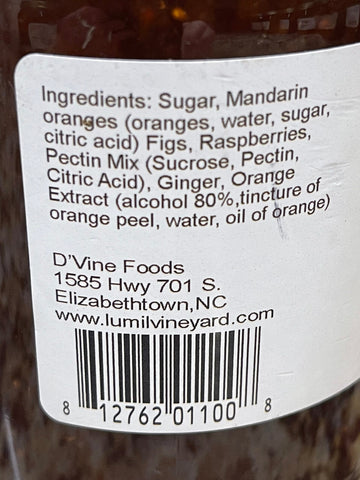 Ingredients: Sugar, Mandarin
oranges (oranges, water, sugar,
citric acid) Figs, Raspberries,
Pectin Mix (Sucrose, Pectin,
Citric Acid), Ginger, Orange
Extract (alcohol 80%,tincture of
orange peel, water, oil of orange)
D'Vine Foods
1585 Hwy 701 S.
Elizabethtown,NC
www.lumilvineyard.com
8 12762 01100 8